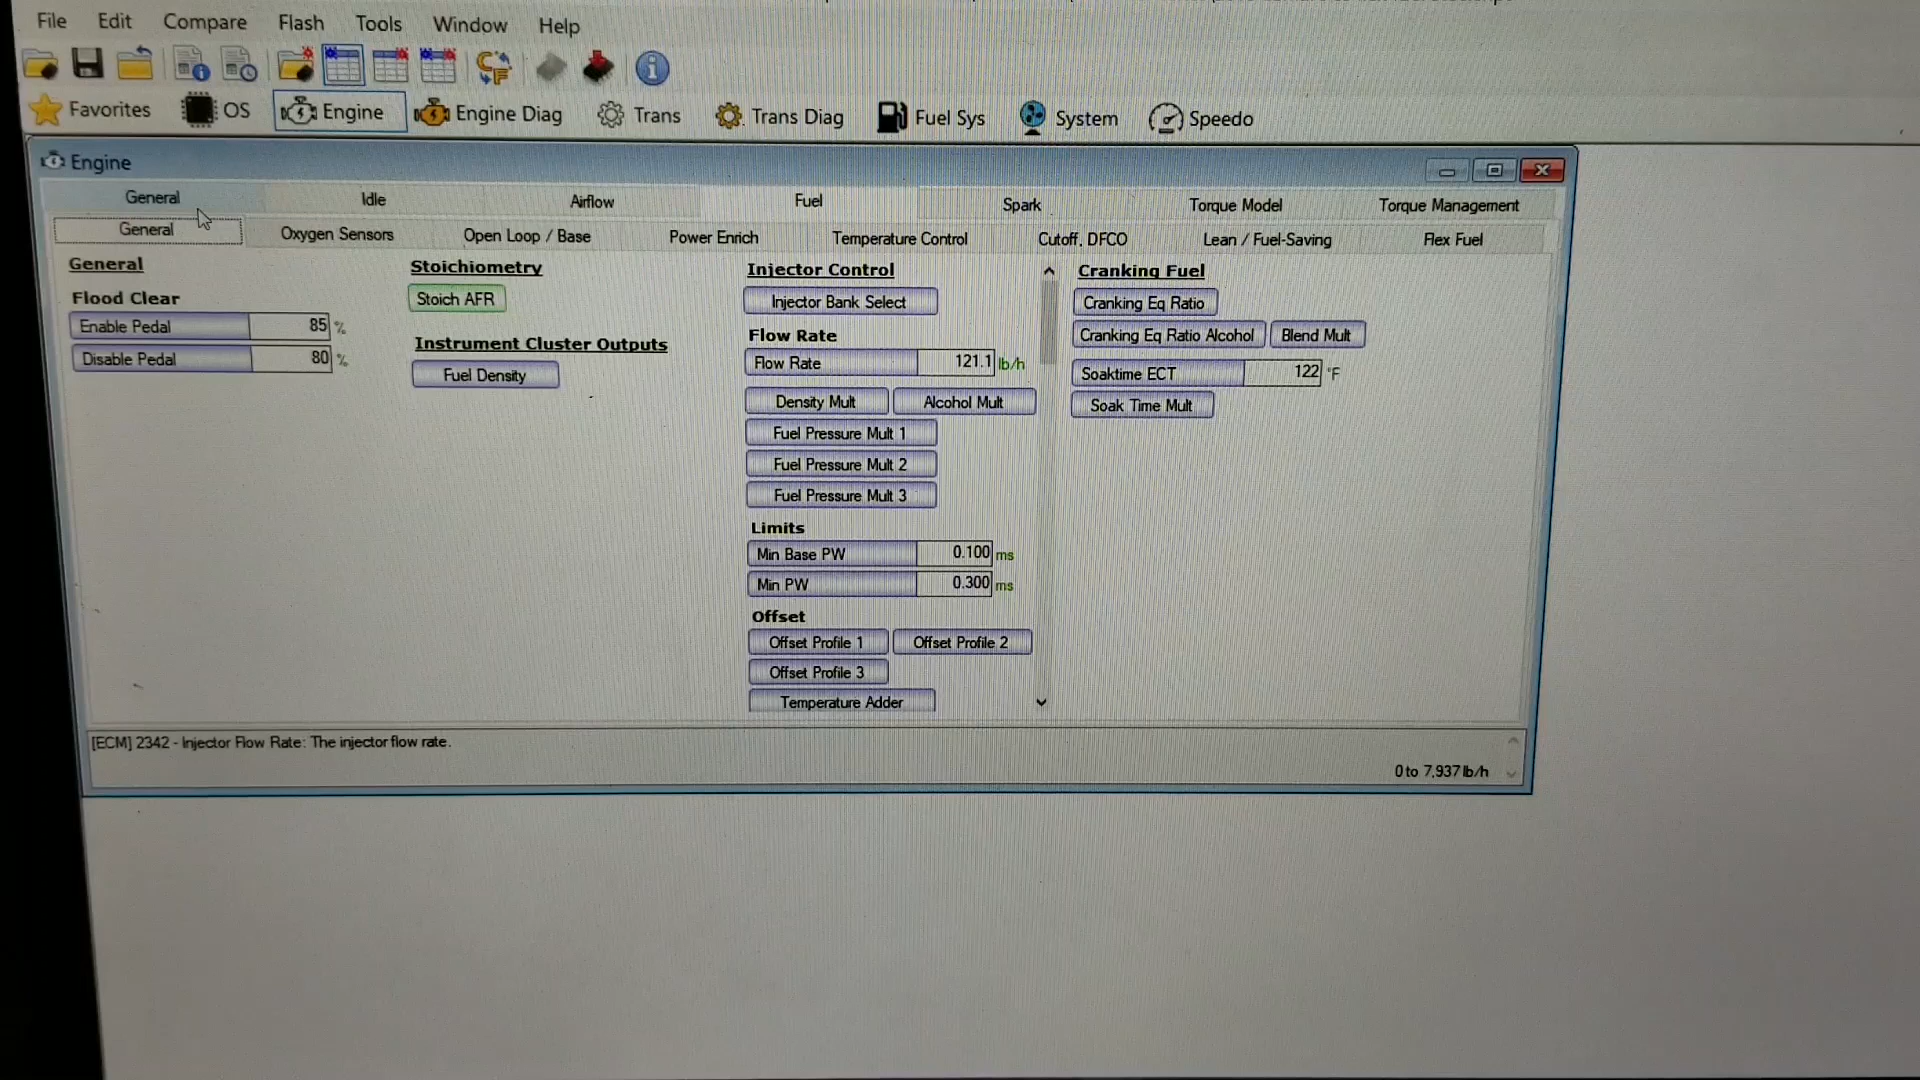 File Edit Compare Flash Tools Window Help
Favorites OS Engine Engine Diag Trans Trans Diag Fuel Sys System Speedo
Engine
General Idle Airflow Fuel Spark Torque Model Torque Management
General Oxygen Sensors Open Loop / Base Power Enrich Temperature Control Cutoff, DFCO Lean / Fuel-Saving Flex Fuel
General
Flood Clear
Enable Pedal 85 %
Disable Pedal 80 %
Stoichiometry
Stoich AFR
Instrument Cluster Outputs
Fuel Density
Injector Control
Injector Bank Select
Flow Rate
Flow Rate 121.1 lb/h
Density Mult Alcohol Mult
Fuel Pressure Mult 1
Fuel Pressure Mult 2
Fuel Pressure Mult 3
Limits
Min Base PW 0.100 ms
Min PW 0.300 ms
Offset
Offset Profile 1 Offset Profile 2
Offset Profile 3
Temperature Adder
Cranking Fuel
Cranking Eq Ratio
Cranking Eq Ratio Alcohol Blend Mult
Soaktime ECT 122 °F
Soak Time Mult
[ECM] 2342 - Injector Flow Rate: The injector flow rate.
0 to 7,937 lb/h